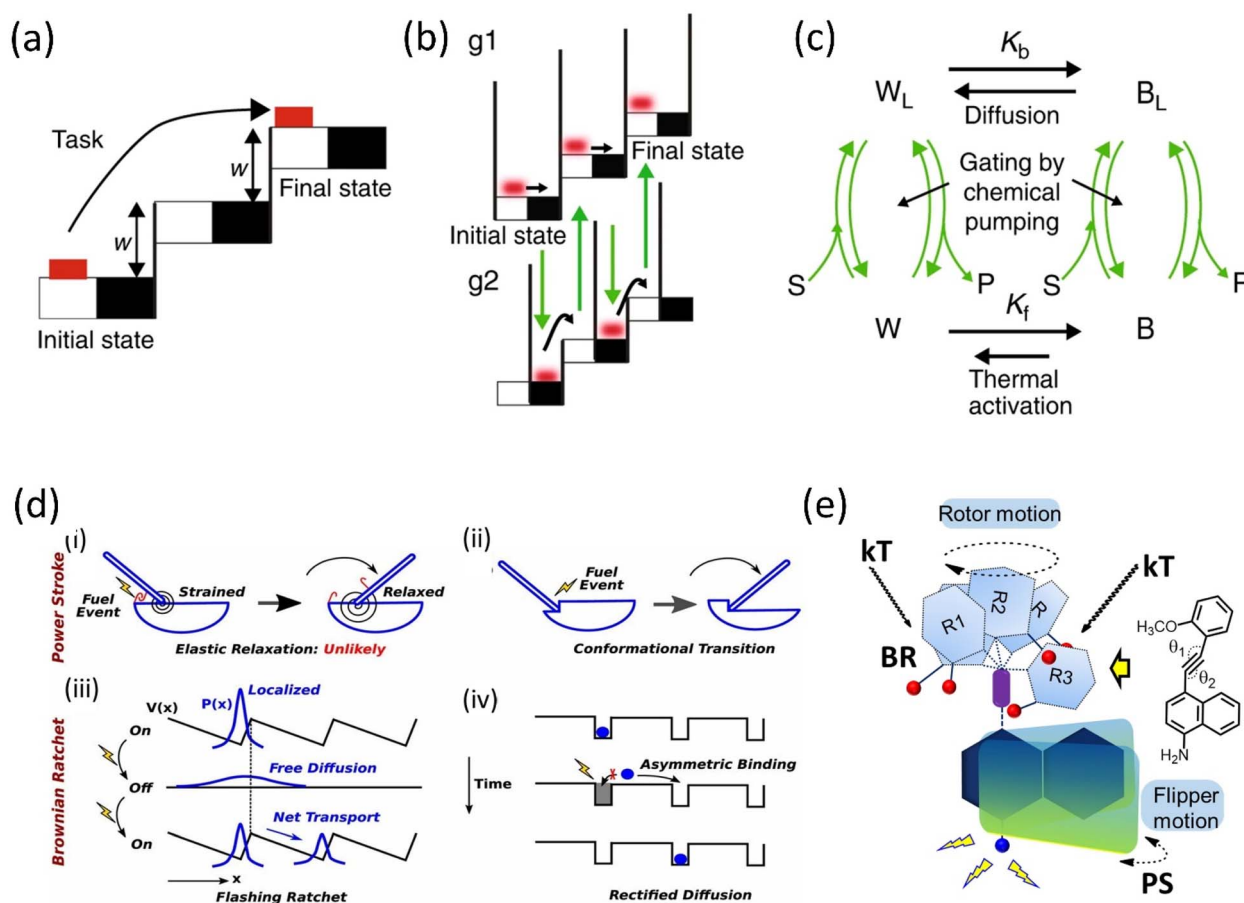 (a)
Task
w
w
Final state
Initial state
(b)
g1
Final state
Initial state
g2
(c)
K_b
W_L
B_L
Diffusion
Gating by
chemical
pumping
S
P
S
P
W
K_f
B
Thermal
activation
(d)
Power Stroke
(i)
Fuel
Event
Strained
Relaxed
Elastic Relaxation: Unlikely
(ii)
Fuel
Event
Conformational Transition
Brownian Ratchet
(iii)
V(x)
P(x)
Localized
On
Off
Free Diffusion
On
Net Transport
x
Flashing Ratchet
(iv)
Time
x
Asymmetric Binding
Rectified Diffusion
(e)
Rotor motion
kT
kT
R1
R2
R
R3
BR
H₃CO
θ₁
θ₂
NH₂
Flipper
motion
PS